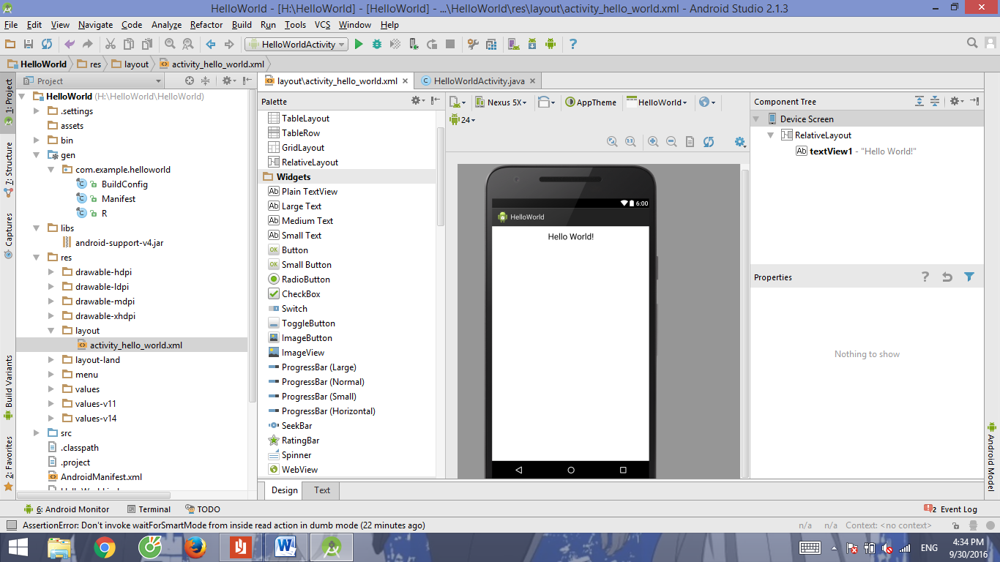 HelloWorld - [H:\HelloWorld] - [HelloWorld] - ...\HelloWorld\res\layout\activity_hello_world.xml - Android Studio 2.1.3
File Edit View Navigate Code Analyze Refactor Build Run Tools VCS Window Help
HelloWorldActivity
HelloWorld res layout activity_hello_world.xml
1: Project
2: Structure
Captures
Build Variants
2: Favorites
Project
HelloWorld (H:\HelloWorld\HelloWorld)
.settings
assets
bin
gen
com.example.helloworld
BuildConfig
Manifest
R
libs
android-support-v4.jar
res
drawable-hdpi
drawable-ldpi
drawable-mdpi
drawable-xhdpi
layout
activity_hello_world.xml
layout-land
menu
values
values-v11
values-v14
src
.classpath
.project
AndroidManifest.xml
layout\activity_hello_world.xml HelloWorldActivity.java
Palette
TableLayout
TableRow
GridLayout
RelativeLayout
Widgets
Plain TextView
Large Text
Medium Text
Small Text
Button
Small Button
RadioButton
CheckBox
Switch
ToggleButton
ImageButton
ImageView
ProgressBar (Large)
ProgressBar (Normal)
ProgressBar (Small)
ProgressBar (Horizontal)
SeekBar
RatingBar
Spinner
WebView
Design Text
Nexus 5X AppTheme HelloWorld
24
6:00
HelloWorld
Hello World!
Component Tree
Device Screen
RelativeLayout
textView1 - "Hello World!"
Properties
Nothing to show
Android Model
6: Android Monitor Terminal TODO 2 Event Log
AssertionError: Don't invoke waitForSmartMode from inside read action in dumb mode (22 minutes ago) n/a n/a Context: <no context>
ENG 4:34 PM
9/30/2016